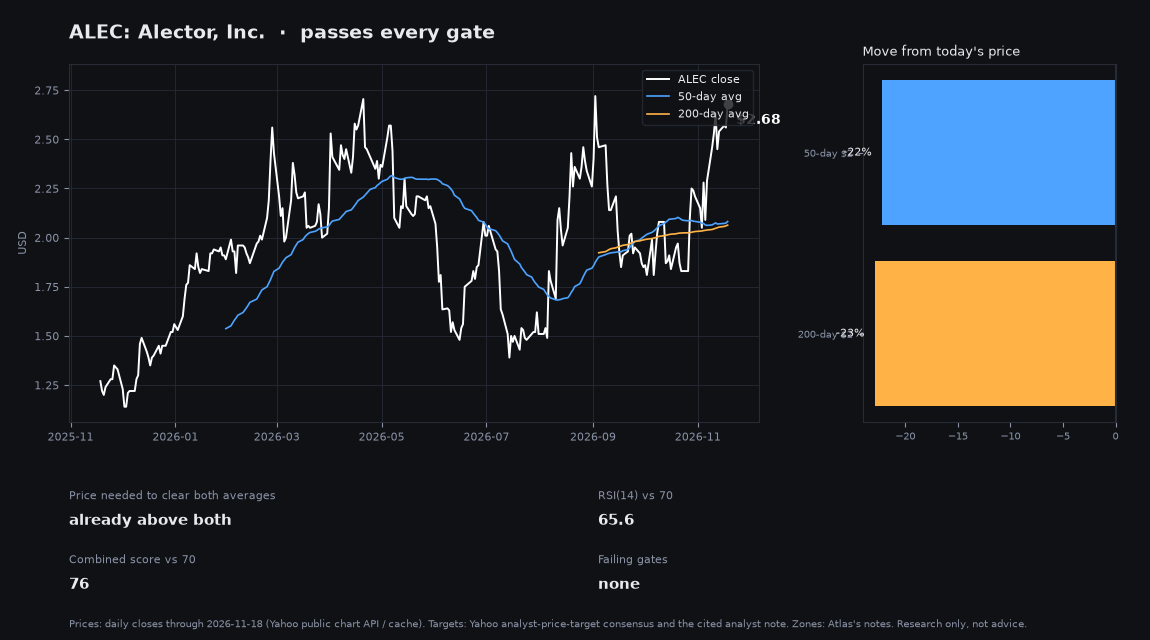 ALEC: Alector, Inc. · passes every gate
Move from today's price
ALEC close
50-day avg
200-day avg
2.68
2.75
2.50
2.25
2.00
1.75
1.50
1.25
USD
2025-11
2026-01
2026-03
2026-05
2026-07
2026-09
2026-11
50-day
-22%
200-day
-23%
−20
−15
−10
−5
0
Price needed to clear both averages
already above both
RSI(14) vs 70
65.6
Combined score vs 70
76
Failing gates
none
Prices: daily closes through 2026-11-18 (Yahoo public chart API / cache). Targets: Yahoo analyst-price-target consensus and the cited analyst note. Zones: Atlas's notes. Research only, not advice.